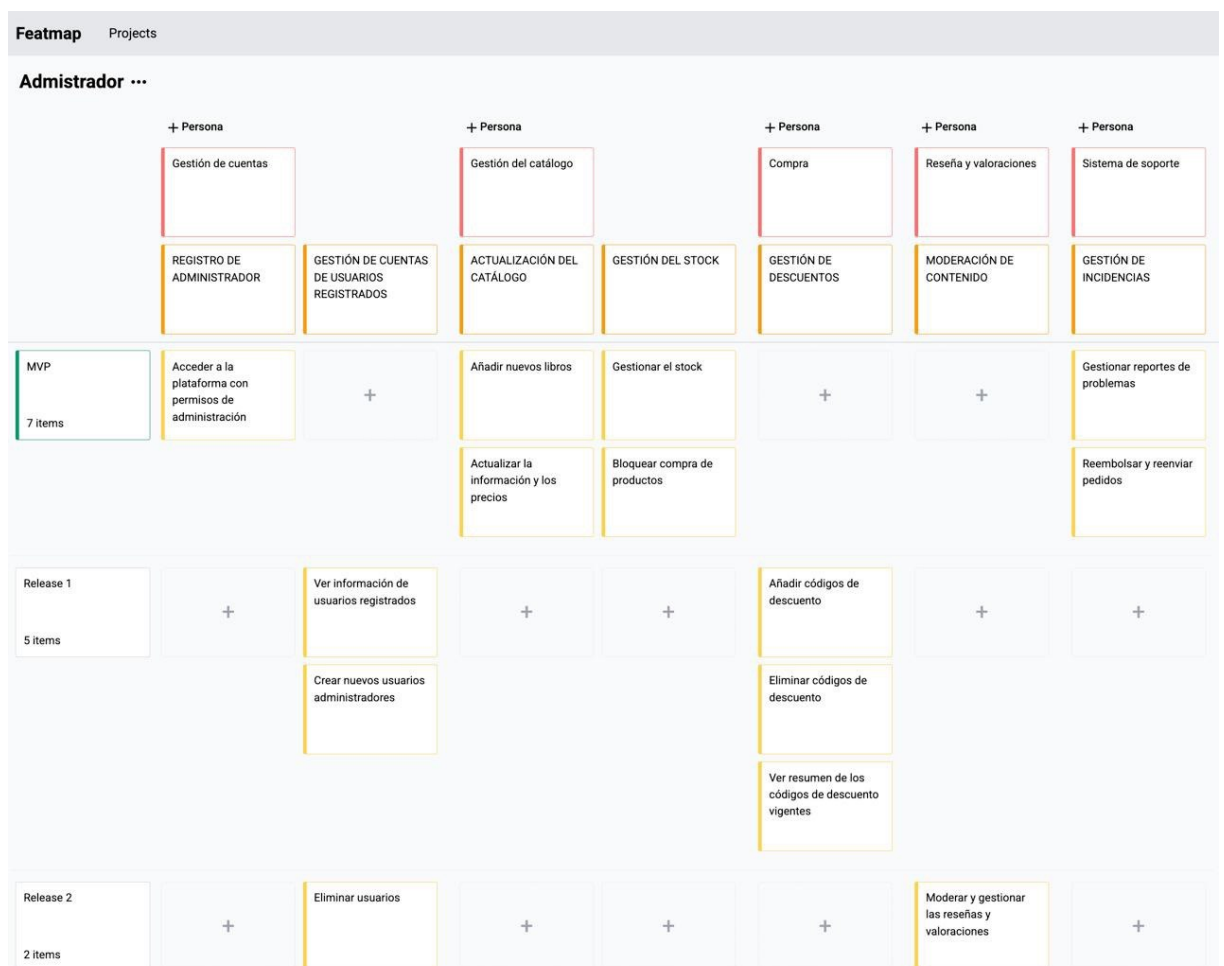 Featmap Projects
Admistrador ...
+ Persona + Persona + Persona + Persona + Persona
Gestión de cuentas
Gestión del catálogo
Compra
Reseña y valoraciones
Sistema de soporte
REGISTRO DE
ADMINISTRADOR
GESTIÓN DE CUENTAS
DE USUARIOS
REGISTRADOS
ACTUALIZACIÓN DEL
CATÁLOGO
GESTIÓN DEL STOCK
GESTIÓN DE
DESCUENTOS
MODERACIÓN DE
CONTENIDO
GESTIÓN DE
INCIDENCIAS
MVP
7 items
Acceder a la
plataforma con
permisos de
administración
+
Añadir nuevos libros
Gestionar el stock
+
+
Gestionar reportes de
problemas
Actualizar la
información y los
precios
Bloquear compra de
productos
Reembolsar y reenviar
pedidos
Release 1
5 items
+
Ver información de
usuarios registrados
+
+
Añadir códigos de
descuento
+
+
Crear nuevos usuarios
administradores
Eliminar códigos de
descuento
Ver resumen de los
códigos de descuento
vigentes
Release 2
2 items
+
Eliminar usuarios
+
+
+
Moderar y gestionar
las reseñas y
valoraciones
+